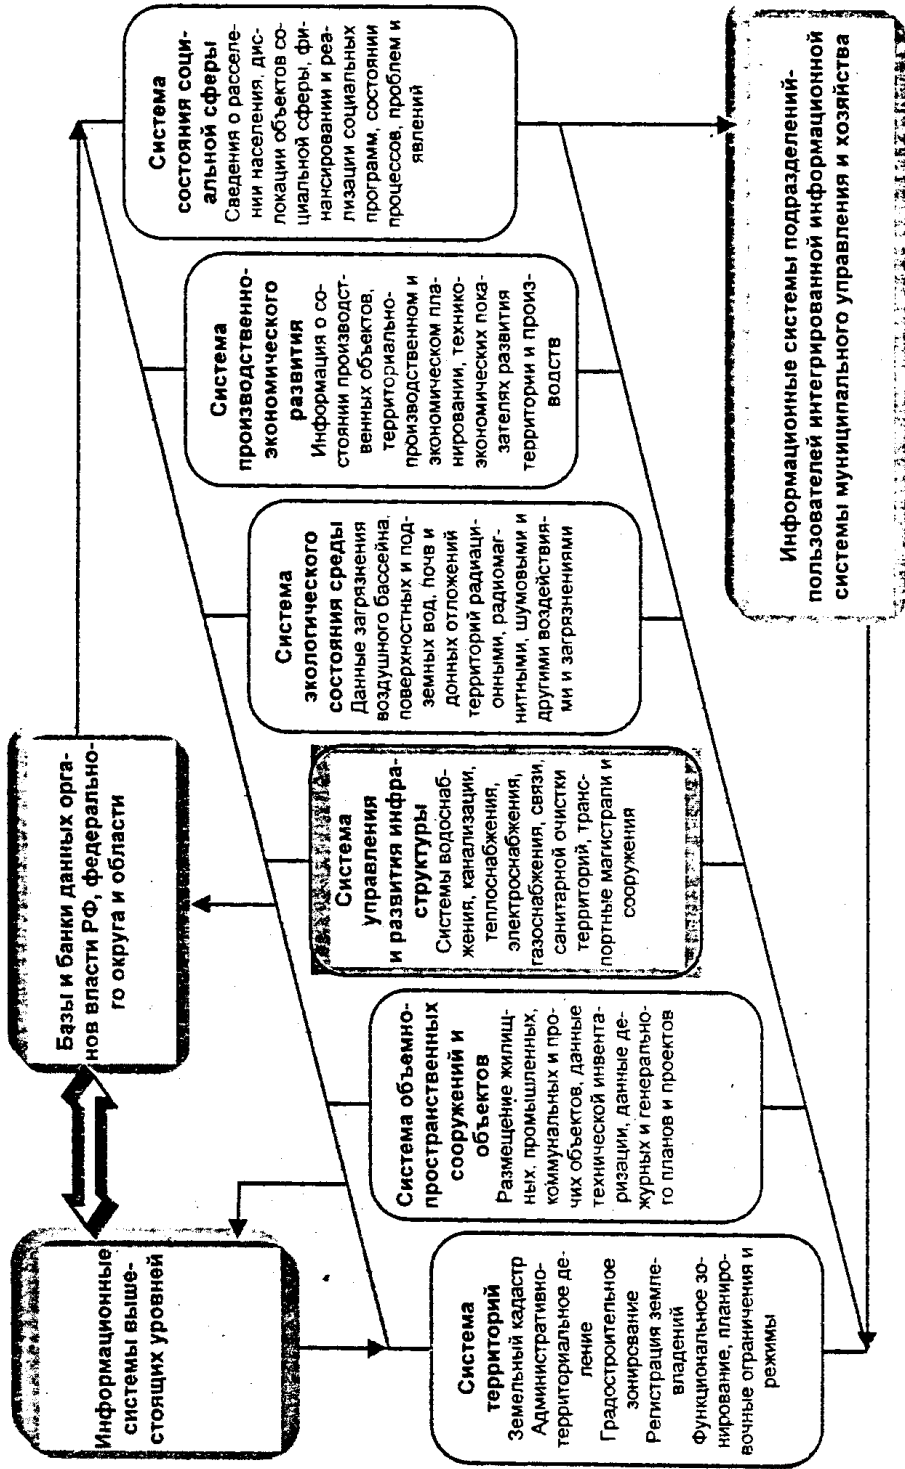 Информационные
системы выше-
стоящих уровней
Базы и банки данных орга-
нов власти РФ, федерально-
го округа и области
Система
территорий
Земельный кадастр
Административно-
территориальное де-
ление
Градостроительное
зонирование
Регистрация земле-
владений
Функциональное зо-
нирование, планиро-
вочные ограничения и
режимы
Система объемно-
пространственных
сооружений и
объектов
Размещение жилищ-
ных, промышленных,
коммунальных и про-
чих объектов, данные
технической инвента-
ризации, данные де-
журных и генерально-
го планов и проектов
Система
управления
и развития инфра-
структуры
Системы водоснаб-
жения, канализации,
теплоснабжения,
электроснабжения,
газоснабжения, связи,
санитарной очистки
территорий, транс-
портные магистрали и
сооружения
Система
экологического
состояния среды
Данные загрязнения
воздушного бассейна,
поверхностных и под-
земных вод, почв и
донных отложений
территорий радиаци-
онными, радиомаг-
нитными, шумовыми и
другими воздействия-
ми и загрязнениями
Система
производственно-
экономического
развития
Информация о со-
стоянии производст-
венных объектов,
территориально-
производственном и
экономическом пла-
нировании, технико-
экономических пока-
зателях развития
территории и произ-
водств
Система
состояния соци-
альной сферы
Сведения о расселе-
нии населения, дис-
локации объектов со-
циальной сферы, фи-
нансировании и реа-
лизации социальных
программ, состоянии
процессов, проблем и
явлений
Информационные системы подразделений-
пользователей интегрированной информационной
системы муниципального управления и хозяйства